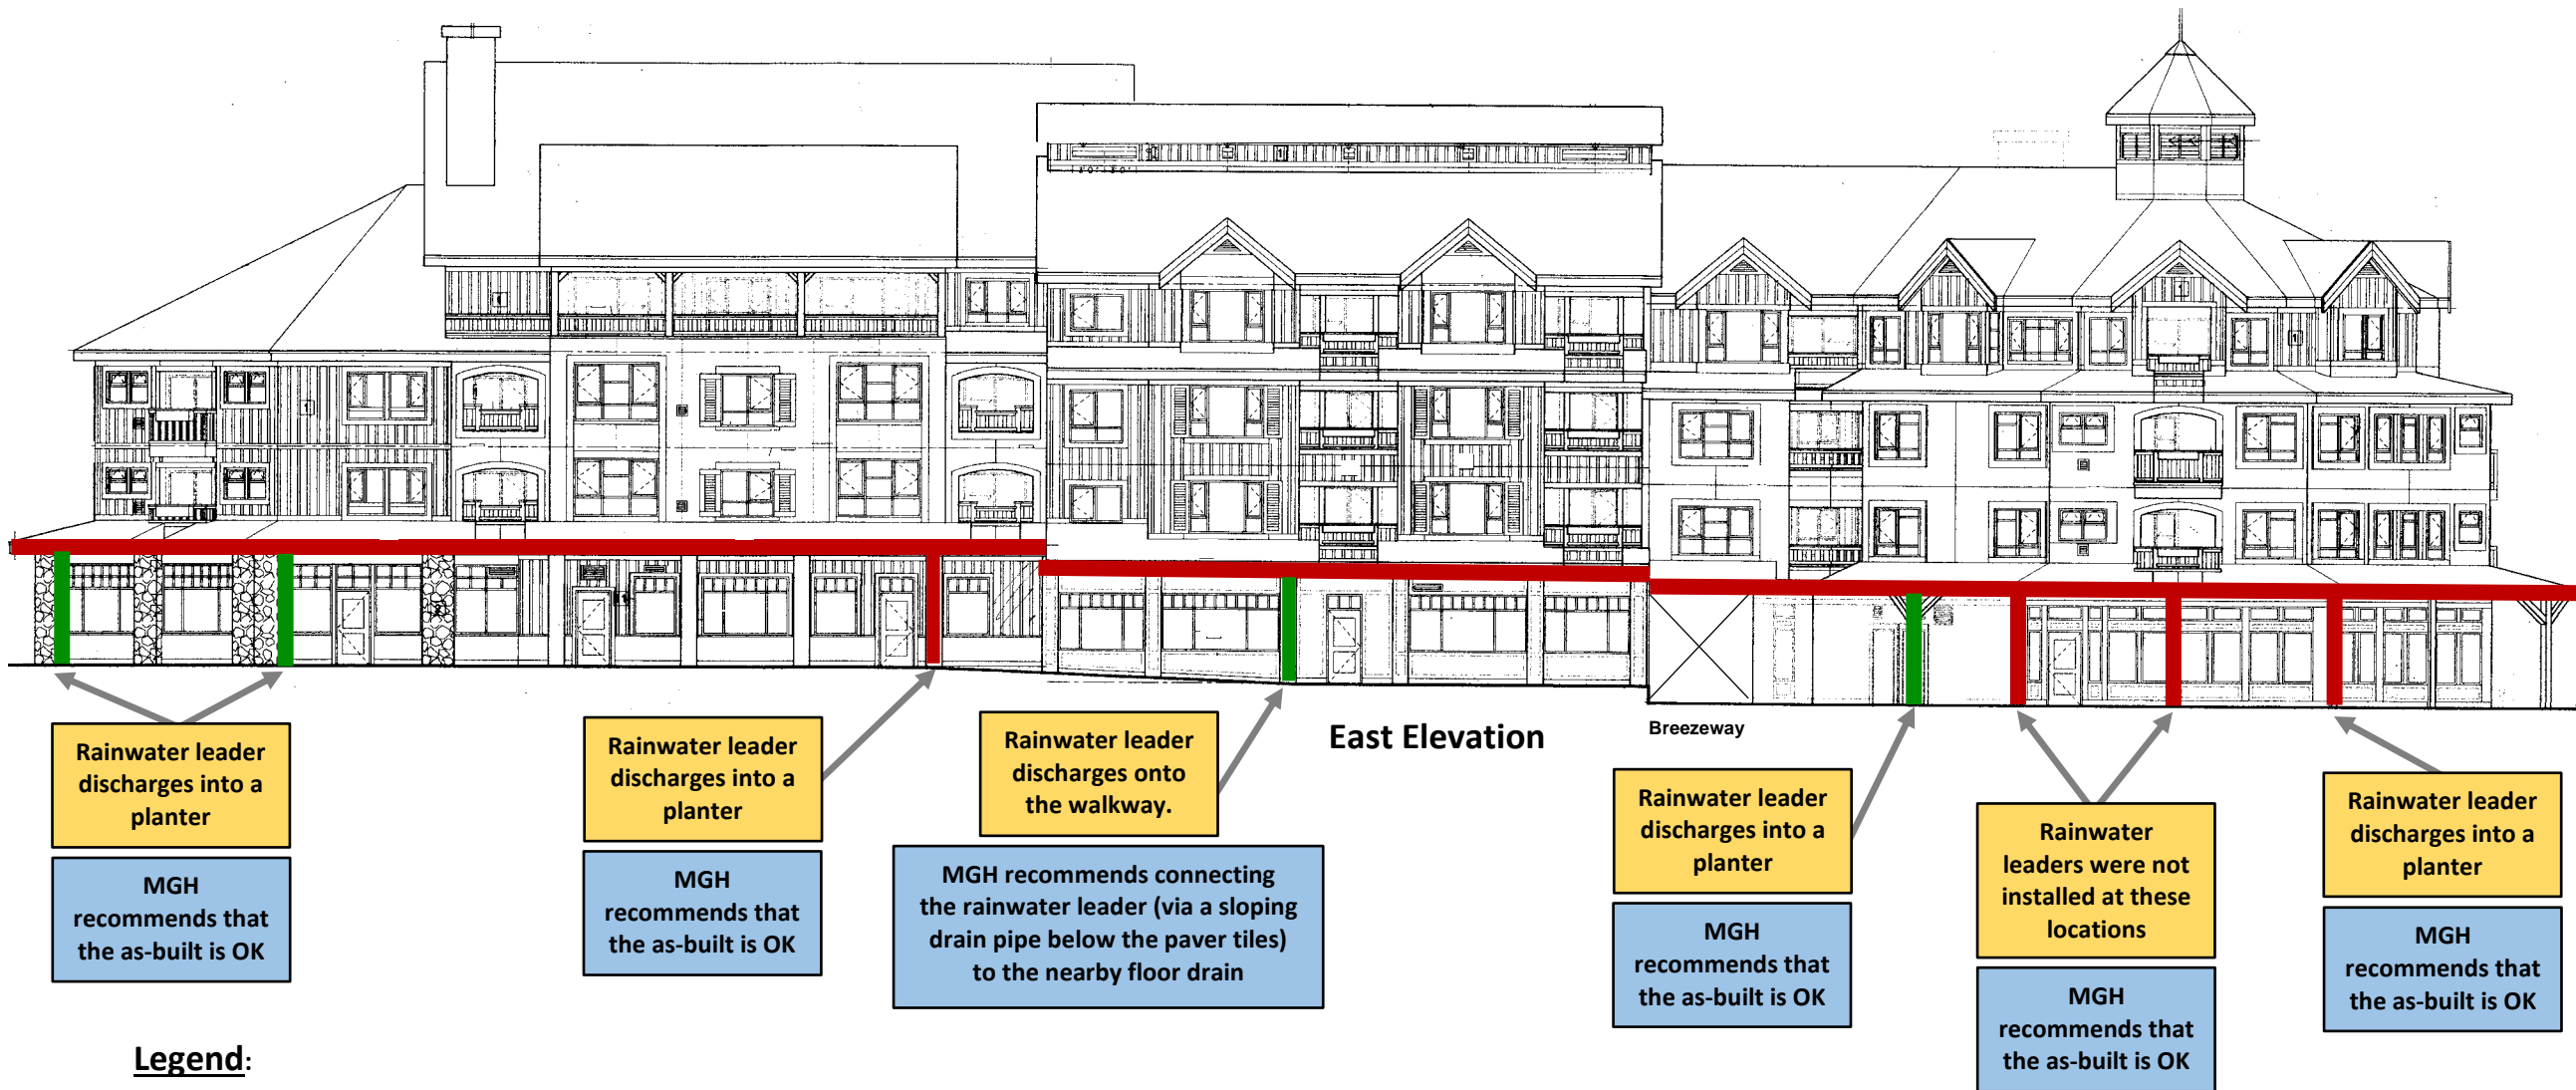 East Elevation
Breezeway
Rainwater leader
discharges into a
planter
MGH
recommends that
the as-built is OK
Rainwater leader
discharges into a
planter
MGH
recommends that
the as-built is OK
Rainwater leader
discharges onto
the walkway.
MGH recommends connecting
the rainwater leader (via a sloping
drain pipe below the paver tiles)
to the nearby floor drain
Rainwater leader
discharges into a
planter
MGH
recommends that
the as-built is OK
Rainwater
leaders were not
installed at these
locations
MGH
recommends that
the as-built is OK
Rainwater leader
discharges into a
planter
MGH
recommends that
the as-built is OK
Legend: